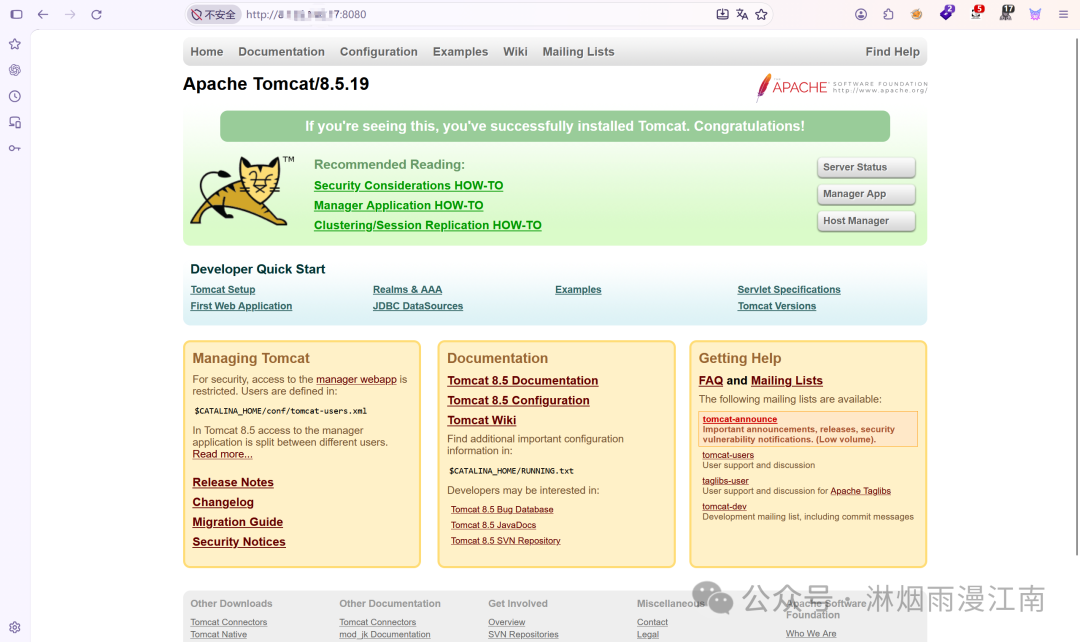 不安全 http://8 7:8080
2
5
17
Home Documentation Configuration Examples Wiki Mailing Lists Find Help
Apache Tomcat/8.5.19
APACHE SOFTWARE FOUNDATION
http://www.apache.org/
If you're seeing this, you've successfully installed Tomcat. Congratulations!
TM
Recommended Reading:
Security Considerations HOW-TO
Manager Application HOW-TO
Clustering/Session Replication HOW-TO
Server Status
Manager App
Host Manager
Developer Quick Start
Tomcat Setup
First Web Application
Realms & AAA
JDBC DataSources
Examples
Servlet Specifications
Tomcat Versions
Managing Tomcat
For security, access to the manager webapp is
restricted. Users are defined in:
$CATALINA_HOME/conf/tomcat-users.xml
In Tomcat 8.5 access to the manager
application is split between different users.
Read more...
Release Notes
Changelog
Migration Guide
Security Notices
Documentation
Tomcat 8.5 Documentation
Tomcat 8.5 Configuration
Tomcat Wiki
Find additional important configuration
information in:
$CATALINA_HOME/RUNNING.txt
Developers may be interested in:
Tomcat 8.5 Bug Database
Tomcat 8.5 JavaDocs
Tomcat 8.5 SVN Repository
Getting Help
FAQ and Mailing Lists
The following mailing lists are available:
tomcat-announce
Important announcements, releases, security
vulnerability notifications. (Low volume).
tomcat-users
User support and discussion
taglibs-user
User support and discussion for Apache Taglibs
tomcat-dev
Development mailing list, including commit messages
Other Downloads
Tomcat Connectors
Tomcat Native
Other Documentation
Tomcat Connectors
mod_jk Documentation
Get Involved
Overview
SVN Repositories
Miscellaneous
Contact
Legal
Apache Software
Foundation
Who We Are
公众号 · 淋烟雨漫江南